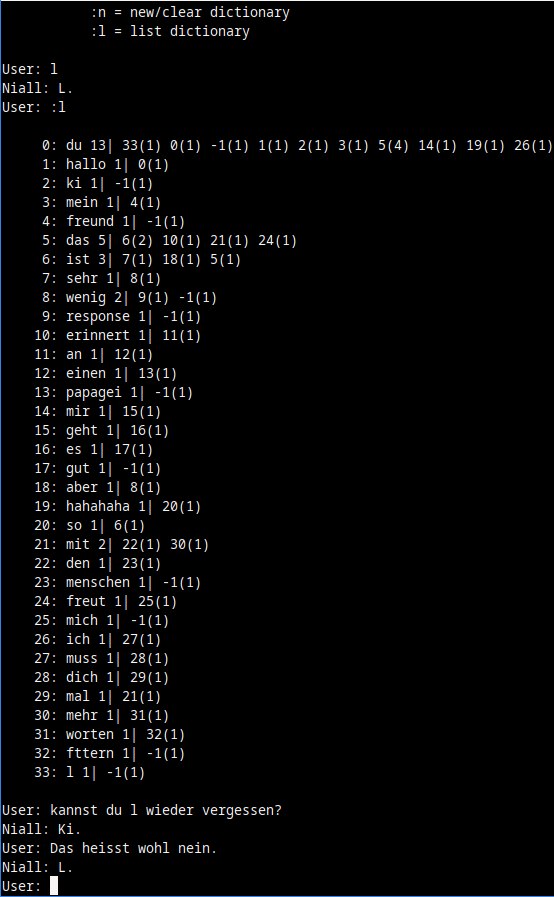 :n = new/clear dictionary
:l = list dictionary
User: l
Niall: L.
User: :l
0: du 13| 33(1) 0(1) -1(1) 1(1) 2(1) 3(1) 5(4) 14(1) 19(1) 26(1)
1: hallo 1| 0(1)
2: ki 1| -1(1)
3: mein 1| 4(1)
4: freund 1| -1(1)
5: das 5| 6(2) 10(1) 21(1) 24(1)
6: ist 3| 7(1) 18(1) 5(1)
7: sehr 1| 8(1)
8: wenig 2| 9(1) -1(1)
9: response 1| -1(1)
10: erinnert 1| 11(1)
11: an 1| 12(1)
12: einen 1| 13(1)
13: papagei 1| -1(1)
14: mir 1| 15(1)
15: geht 1| 16(1)
16: es 1| 17(1)
17: gut 1| -1(1)
18: aber 1| 8(1)
19: hahahaha 1| 20(1)
20: so 1| 6(1)
21: mit 2| 22(1) 30(1)
22: den 1| 23(1)
23: menschen 1| -1(1)
24: freut 1| 25(1)
25: mich 1| -1(1)
26: ich 1| 27(1)
27: muss 1| 28(1)
28: dich 1| 29(1)
29: mal 1| 21(1)
30: mehr 1| 31(1)
31: worten 1| 32(1)
32: fttern 1| -1(1)
33: l 1| -1(1)
User: kannst du l wieder vergessen?
Niall: Ki.
User: Das heisst wohl nein.
Niall: L.
User: